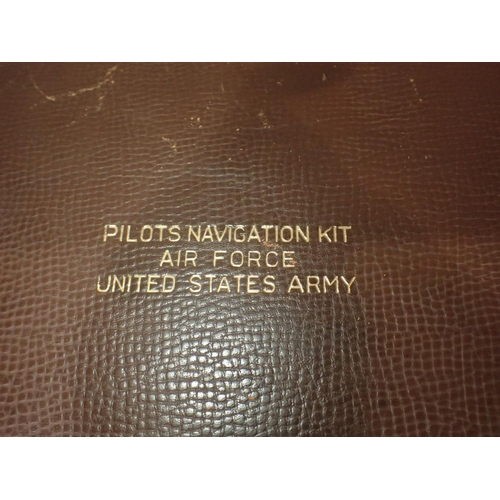 PILOTS NAVIGATION KIT
AIR FORCE
UNITED STATES ARMY